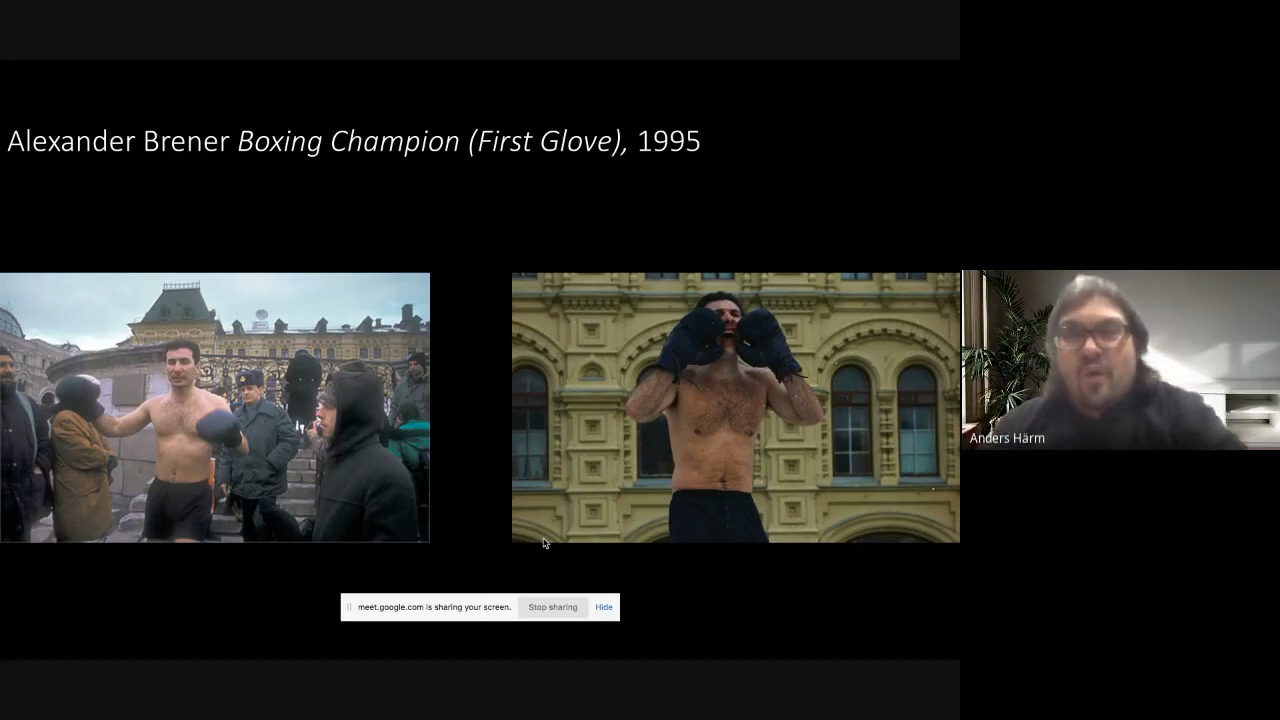 Alexander Brener Boxing Champion (First Glove), 1995
Anders Härm
meet.google.com is sharing your screen. Stop sharing Hide